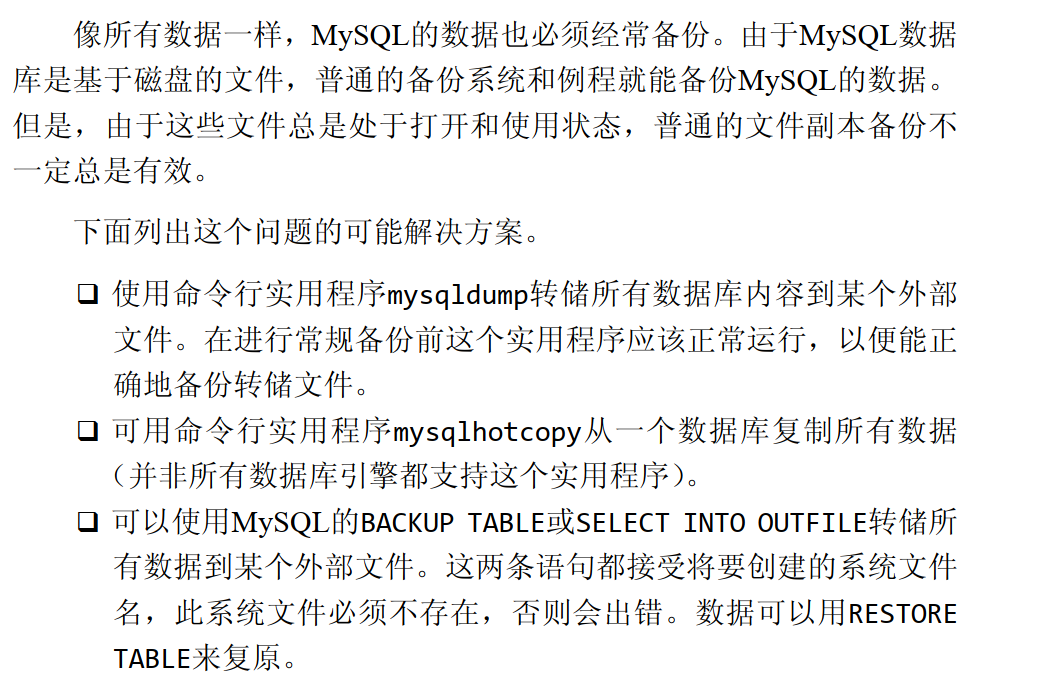 像所有数据一样，MySQL的数据也必须经常备份。由于MySQL数据
库是基于磁盘的文件，普通的备份系统和例程就能备份MySQL的数据。
但是，由于这些文件总是处于打开和使用状态，普通的文件副本备份不
一定总是有效。
下面列出这个问题的可能解决方案。
❑ 使用命令行实用程序mysqldump转储所有数据库内容到某个外部
文件。在进行常规备份前这个实用程序应该正常运行，以便能正
确地备份转储文件。
❑ 可用命令行实用程序mysqlhotcopy从一个数据库复制所有数据
（并非所有数据库引擎都支持这个实用程序）。
❑ 可以使用MySQL的BACKUP TABLE或SELECT INTO OUTFILE转储所
有数据到某个外部文件。这两条语句都接受将要创建的系统文件
名，此系统文件必须不存在，否则会出错。数据可以用RESTORE
TABLE来复原。